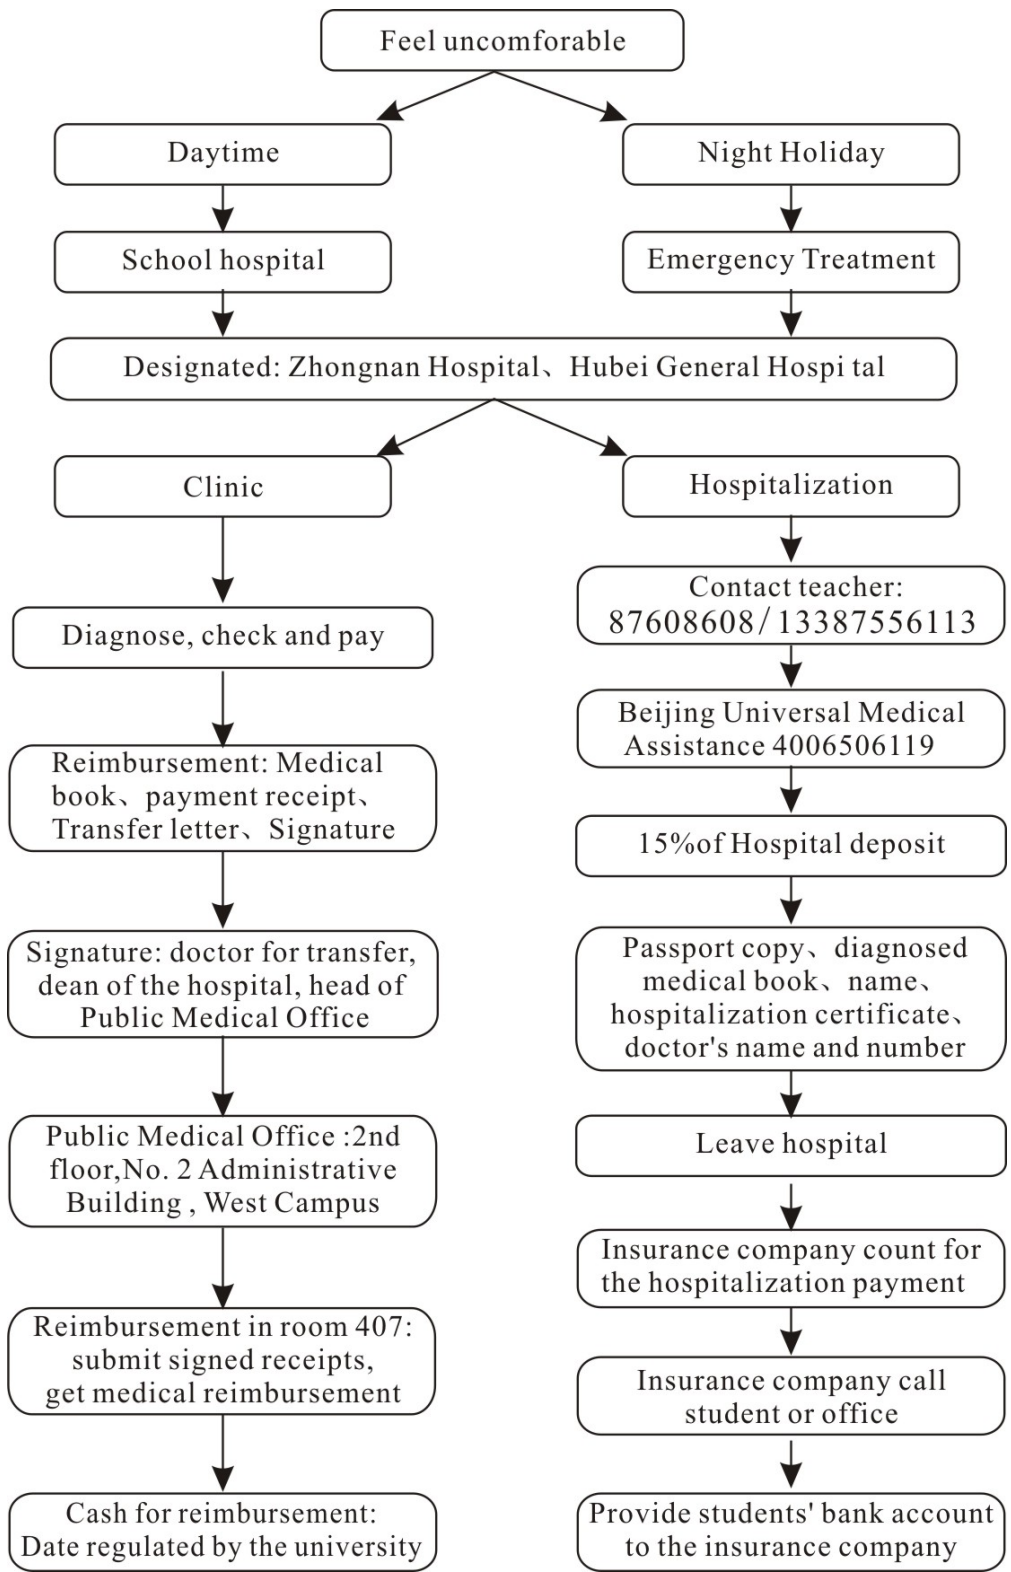 Feel uncomforable
Daytime
Night Holiday
School hospital
Emergency Treatment
Designated: Zhongnan Hospital、Hubei General Hospi tal
Clinic
Hospitalization
Diagnose, check and pay
Contact teacher:
87608608/13387556113
Beijing Universal Medical
Assistance 4006506119
Reimbursement: Medical
book、payment receipt、
Transfer letter、Signature
15%of Hospital deposit
Signature: doctor for transfer,
dean of the hospital, head of
Public Medical Office
Passport copy、diagnosed
medical book、name、
hospitalization certificate、
doctor's name and number
Public Medical Office :2nd
floor,No. 2 Administrative
Building , West Campus
Leave hospital
Insurance company count for
the hospitalization payment
Reimbursement in room 407:
submit signed receipts,
get medical reimbursement
Insurance company call
student or office
Cash for reimbursement:
Date regulated by the university
Provide students' bank account
to the insurance company